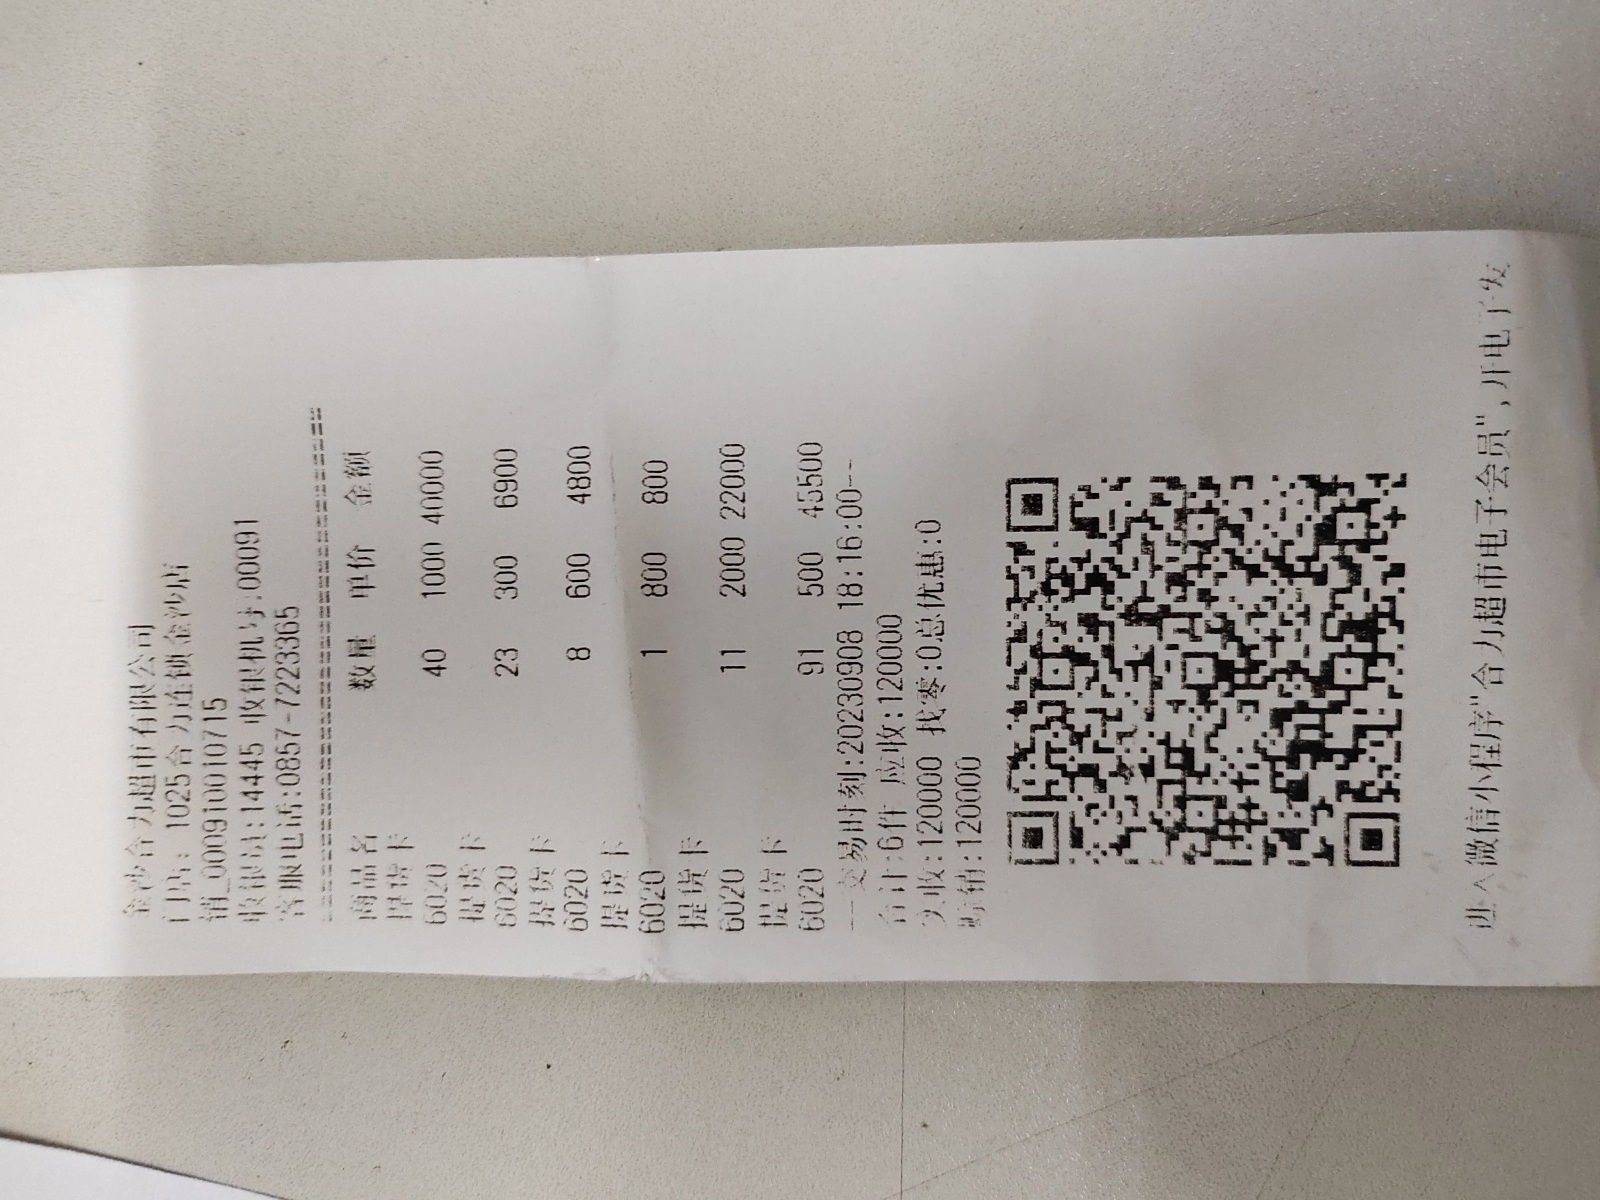 金沙合力超市有限公司
门店: 1025合力连锁金沙店
销_0009100010715
收银员:14445 收银机号:00091
客服电话:0857-7223365
商品名 数量 单价 金额
提货卡
6020 40 1000 40000
提货卡
6020 23 300 6900
提货卡
6020 8 600 4800
提货卡
6020 1 800 800
提货卡
6020 11 2000 22000
提货卡
6020 91 500 45500
--交易时刻:20230908 18:16:00--
合计:6件 应收:120000
实收:120000 找零:0总优惠:0
赊销:120000
进入微信小程序"合力超市电子会员",开电子发